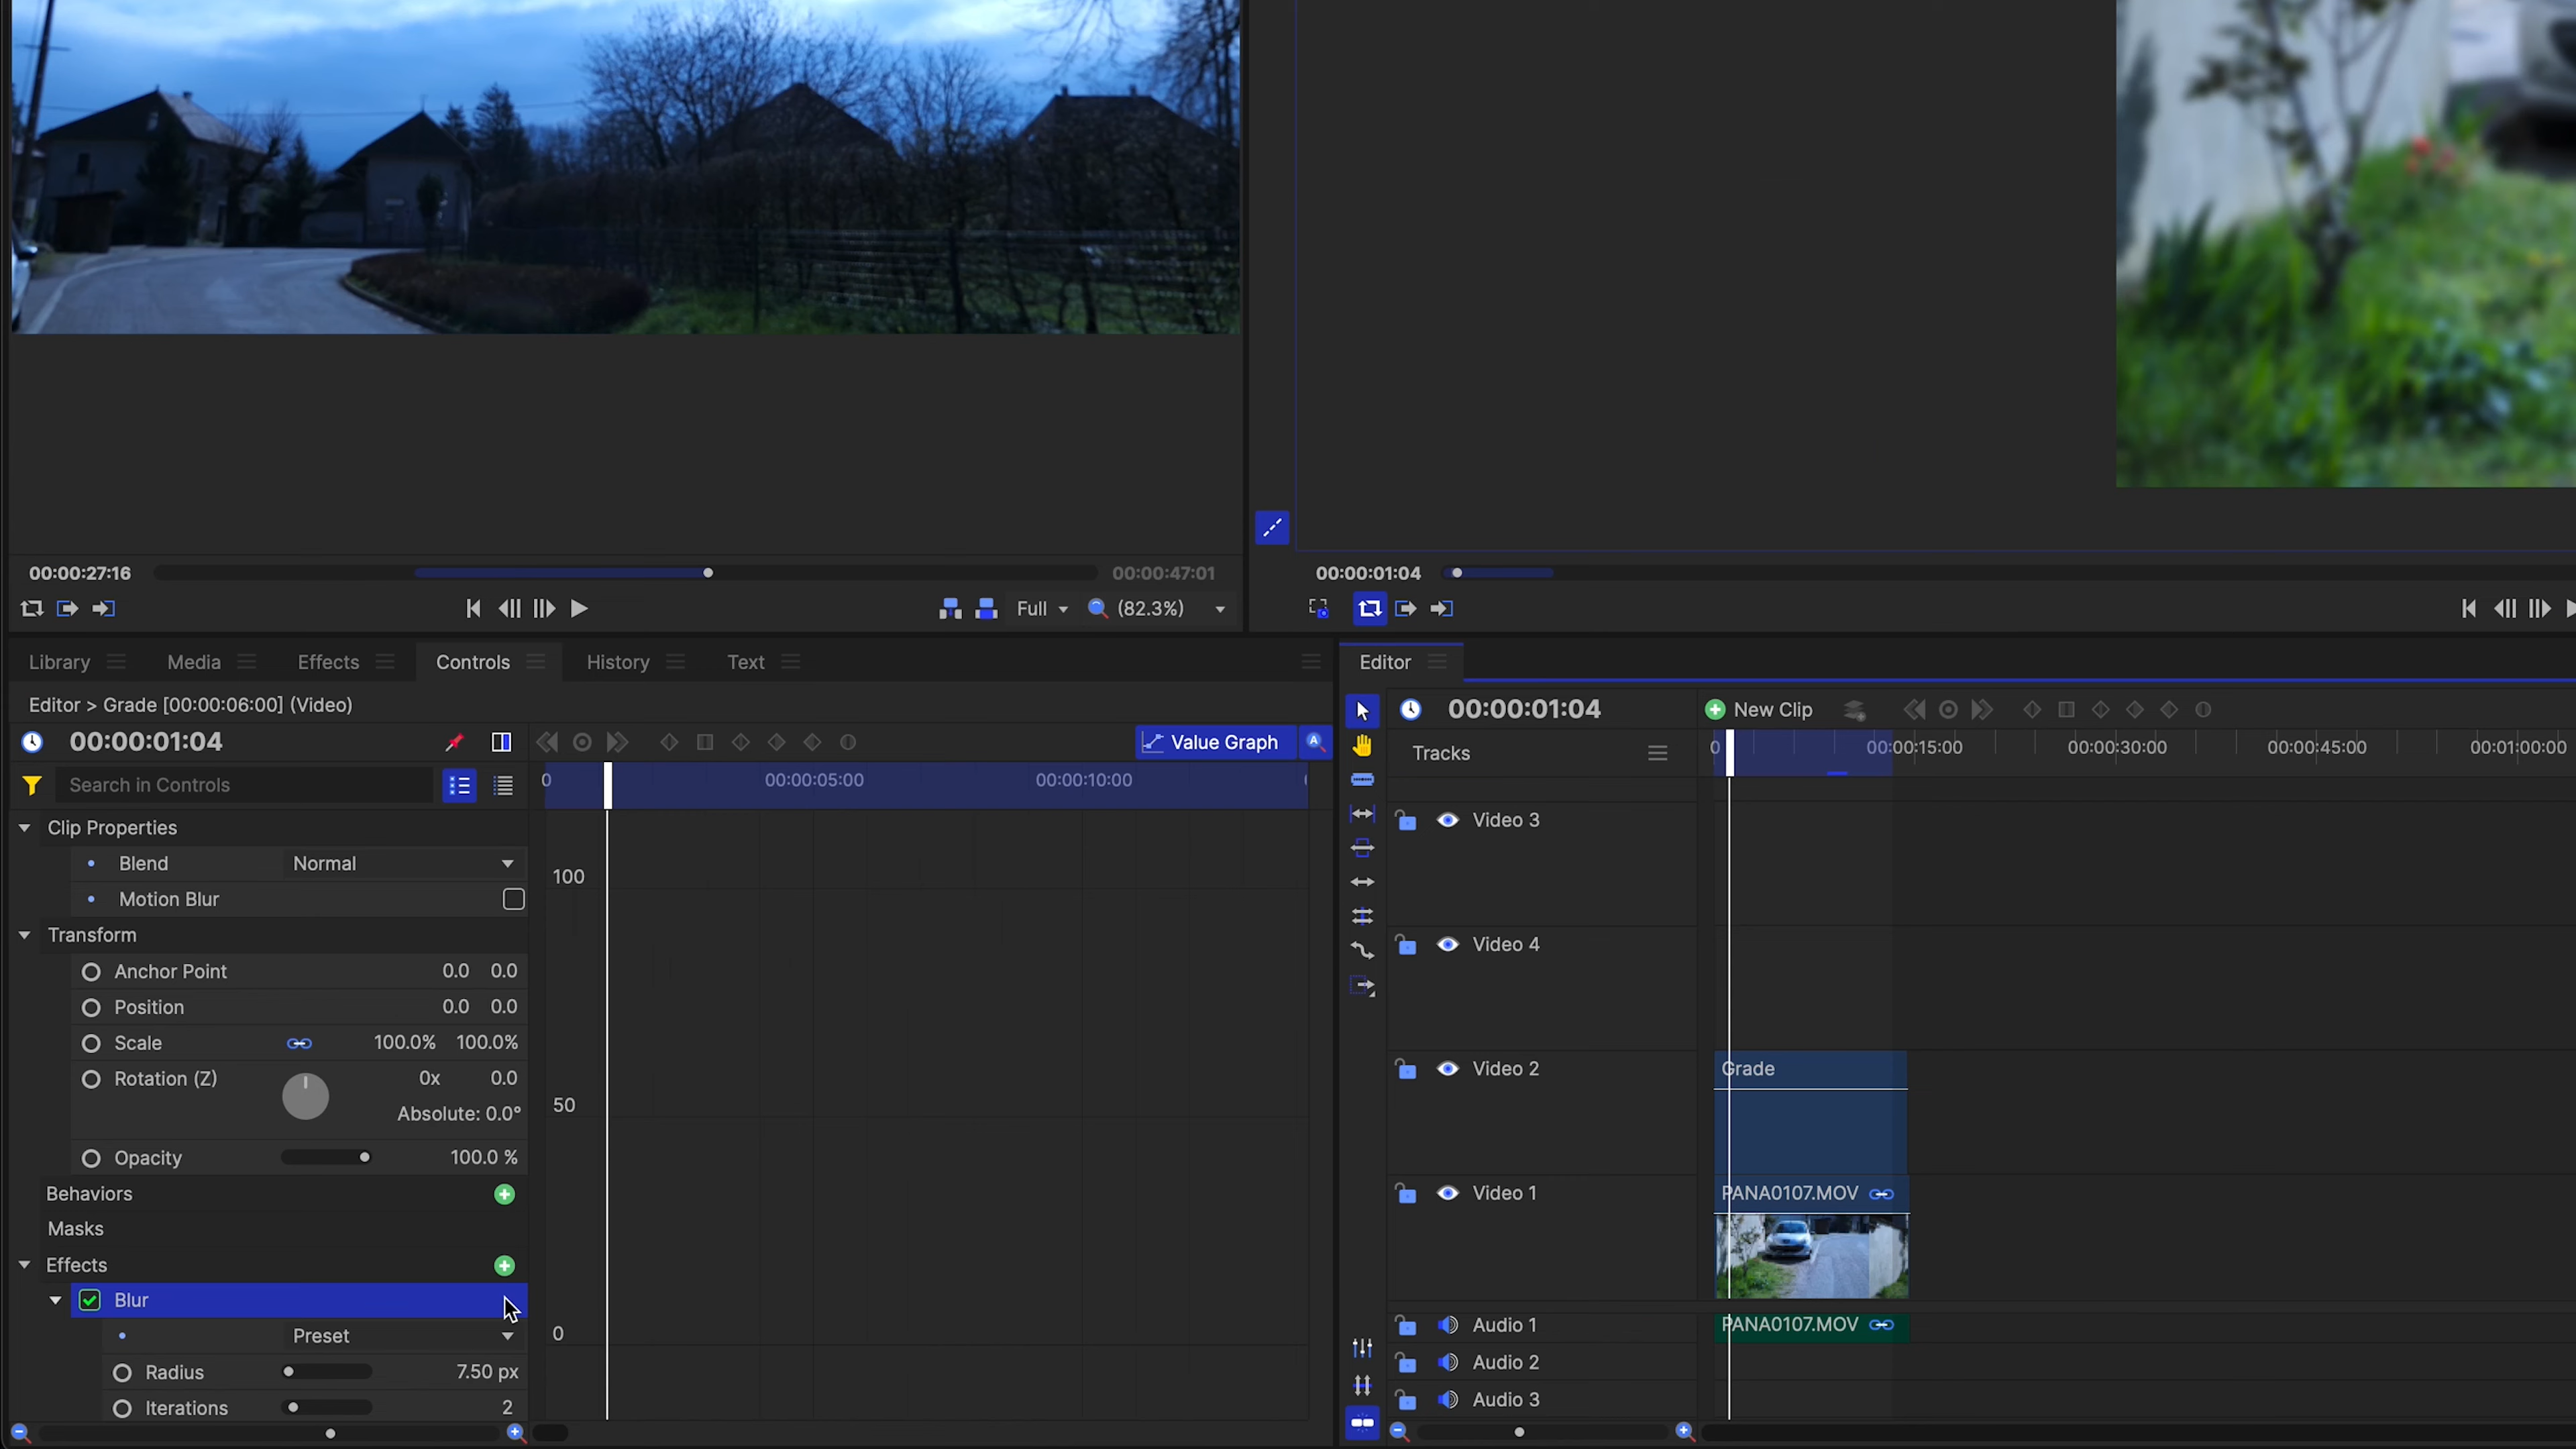 00:00:27:16
00:00:47:01
Full
(82.3%)
00:00:01:04
Library
Media
Effects
Controls
History
Text
Editor > Grade [00:00:06:00] (Video)
00:00:01:04
Value Graph
A
Search in Controls
0
00:00:05:00
00:00:10:00
Clip Properties
Blend
Normal
Motion Blur
Transform
Anchor Point
0.0 0.0
Position
0.0 0.0
Scale
100.0% 100.0%
Rotation (Z)
0x 0.0
Absolute: 0.0°
Opacity
100.0 %
Behaviors
Masks
Effects
Blur
Preset
Radius
7.50 px
Iterations
2
100
50
0
Editor
00:00:01:04
New Clip
Tracks
0
00:00:15:00
00:00:30:00
00:00:45:00
00:01:00:00
Video 3
Video 4
Video 2
Grade
Video 1
PANA0107.MOV
Audio 1
PANA0107.MOV
Audio 2
Audio 3